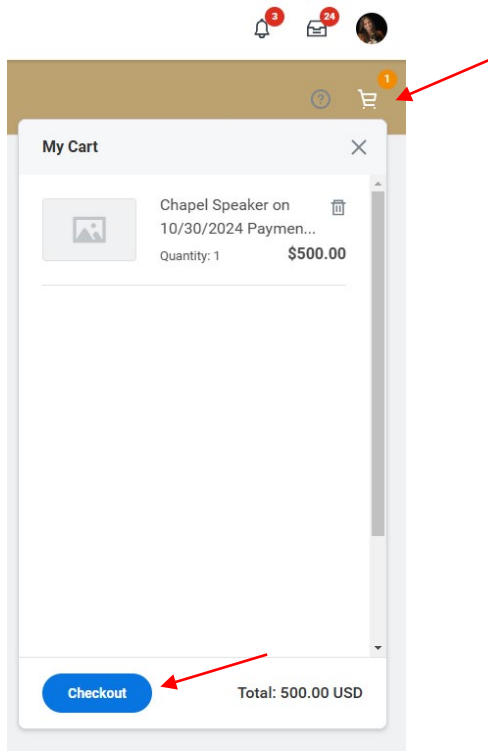 3
24
1
My Cart
Chapel Speaker on
10/30/2024 Paymen...
Quantity: 1 $500.00
Checkout Total: 500.00 USD